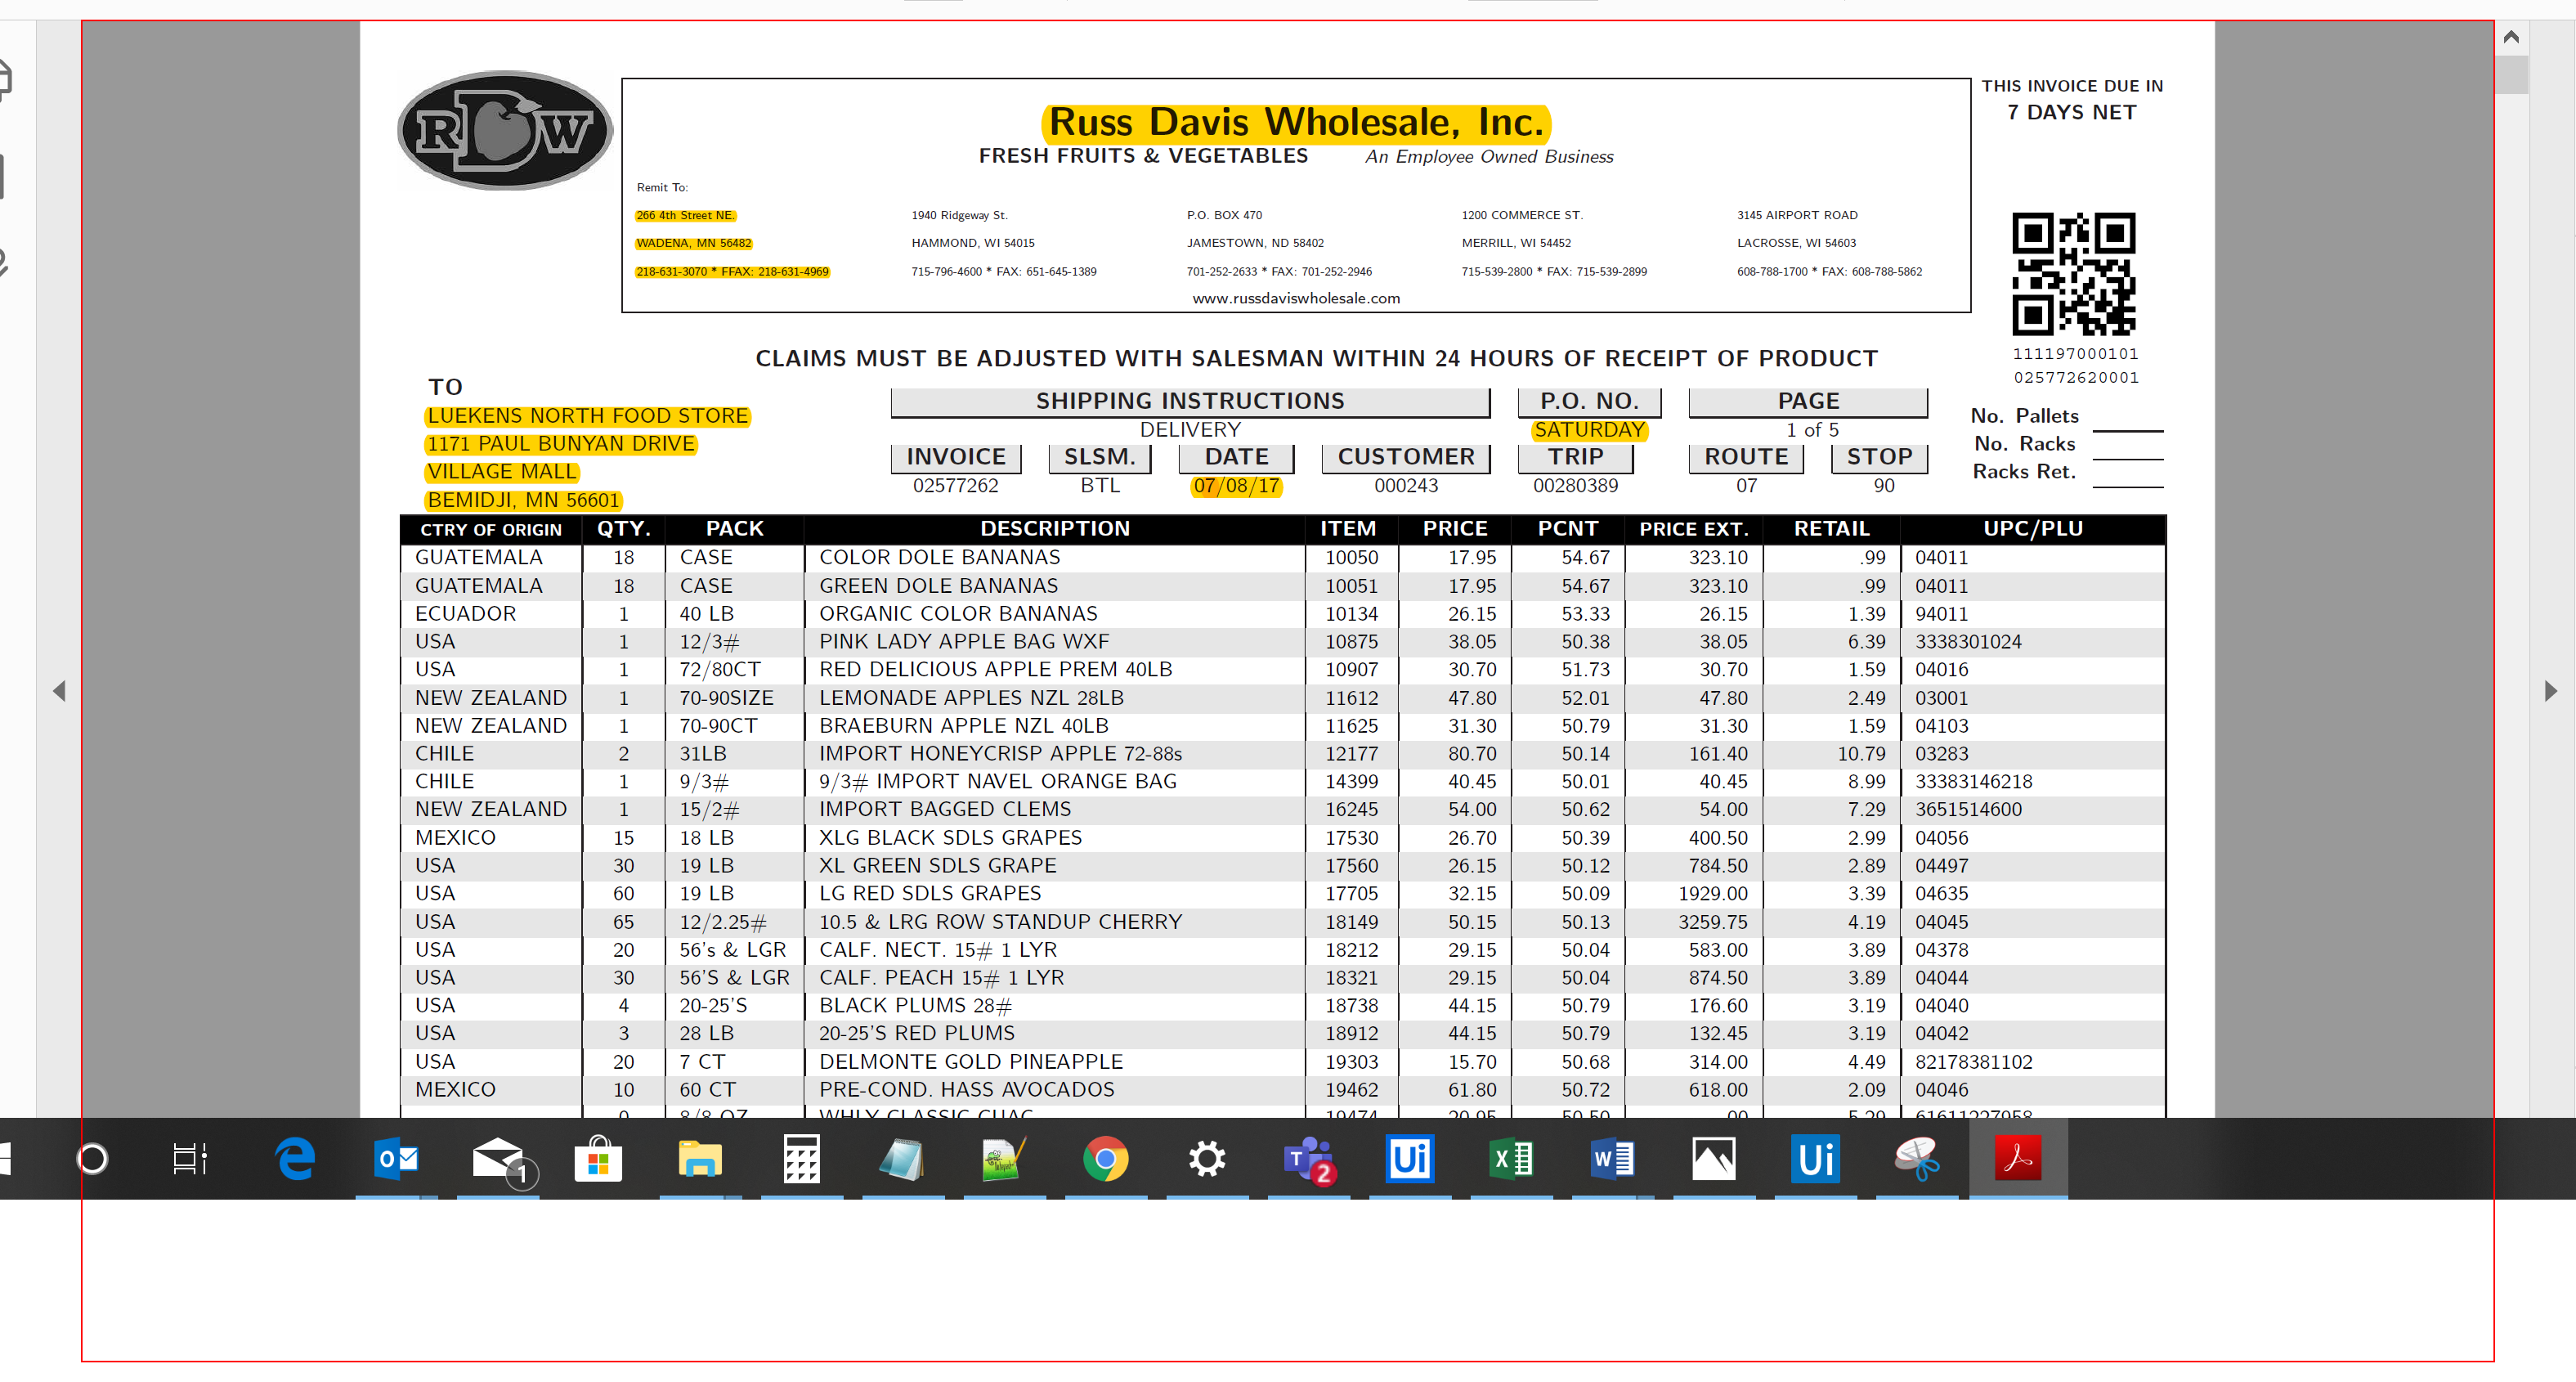 RDW
THIS INVOICE DUE IN
7 DAYS NET
Russ Davis Wholesale, Inc.
FRESH FRUITS & VEGETABLES An Employee Owned Business
Remit To:
266 4th Street NE. 1940 Ridgeway St. P.O. BOX 470 1200 COMMERCE ST. 3145 AIRPORT ROAD
WADENA, MN 56482 HAMMOND, WI 54015 JAMESTOWN, ND 58402 MERRILL, WI 54452 LACROSSE, WI 54603
218-631-3070 * FFAX: 218-631-4969 715-796-4600 * FAX: 651-645-1389 701-252-2633 * FAX: 701-252-2946 715-539-2800 * FAX: 715-539-2899 608-788-1700 * FAX: 608-788-5862
www.russdaviswholesale.com
111197000101
025772620001
CLAIMS MUST BE ADJUSTED WITH SALESMAN WITHIN 24 HOURS OF RECEIPT OF PRODUCT
TO
LUEKENS NORTH FOOD STORE
1171 PAUL BUNYAN DRIVE
VILLAGE MALL
BEMIDJI, MN 56601
SHIPPING INSTRUCTIONS P.O. NO. PAGE
DELIVERY SATURDAY 1 of 5
INVOICE SLSM. DATE CUSTOMER TRIP ROUTE STOP
02577262 BTL 07/08/17 000243 00280389 07 90
No. Pallets
No. Racks
Racks Ret.
CTRY OF ORIGIN QTY. PACK DESCRIPTION ITEM PRICE PCNT PRICE EXT. RETAIL UPC/PLU
GUATEMALA 18 CASE COLOR DOLE BANANAS 10050 17.95 54.67 323.10 .99 04011
GUATEMALA 18 CASE GREEN DOLE BANANAS 10051 17.95 54.67 323.10 .99 04011
ECUADOR 1 40 LB ORGANIC COLOR BANANAS 10134 26.15 53.33 26.15 1.39 94011
USA 1 12/3# PINK LADY APPLE BAG WXF 10875 38.05 50.38 38.05 6.39 3338301024
USA 1 72/80CT RED DELICIOUS APPLE PREM 40LB 10907 30.70 51.73 30.70 1.59 04016
NEW ZEALAND 1 70-90SIZE LEMONADE APPLES NZL 28LB 11612 47.80 52.01 47.80 2.49 03001
NEW ZEALAND 1 70-90CT BRAEBURN APPLE NZL 40LB 11625 31.30 50.79 31.30 1.59 04103
CHILE 2 31LB IMPORT HONEYCRISP APPLE 72-88s 12177 80.70 50.14 161.40 10.79 03283
CHILE 1 9/3# 9/3# IMPORT NAVEL ORANGE BAG 14399 40.45 50.01 40.45 8.99 33383146218
NEW ZEALAND 1 15/2# IMPORT BAGGED CLEMS 16245 54.00 50.62 54.00 7.29 3651514600
MEXICO 15 18 LB XLG BLACK SDLS GRAPES 17530 26.70 50.39 400.50 2.99 04056
USA 30 19 LB XL GREEN SDLS GRAPE 17560 26.15 50.12 784.50 2.89 04497
USA 60 19 LB LG RED SDLS GRAPES 17705 32.15 50.09 1929.00 3.39 04635
USA 65 12/2.25# 10.5 & LRG ROW STANDUP CHERRY 18149 50.15 50.13 3259.75 4.19 04045
USA 20 56's & LGR CALF. NECT. 15# 1 LYR 18212 29.15 50.04 583.00 3.89 04378
USA 30 56'S & LGR CALF. PEACH 15# 1 LYR 18321 29.15 50.04 874.50 3.89 04044
USA 4 20-25'S BLACK PLUMS 28# 18738 44.15 50.79 176.60 3.19 04040
USA 3 28 LB 20-25'S RED PLUMS 18912 44.15 50.79 132.45 3.19 04042
USA 20 7 CT DELMONTE GOLD PINEAPPLE 19303 15.70 50.68 314.00 4.49 82178381102
MEXICO 10 60 CT PRE-COND. HASS AVOCADOS 19462 61.80 50.72 618.00 2.09 04046
0 8/8 OZ WHLY CLASSIC GUAC 19474 20.95 50.50 .00 5.29 61611227958
1 2